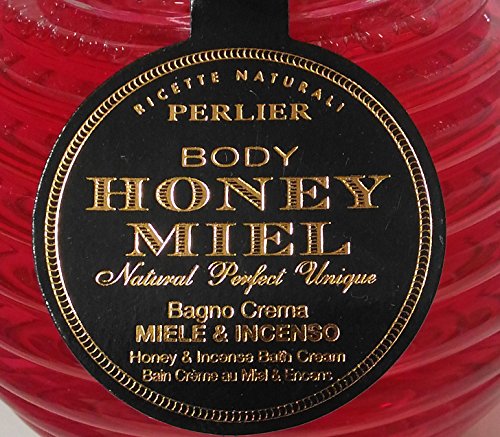 RICETTE NATURALI
PERLIER
BODY
HONEY
MIEL
Natural Perfect Unique
Bagno Crema
MIELE & INCENSO
Honey & Incense Bath Cream
Bain Crème au Miel & Encens